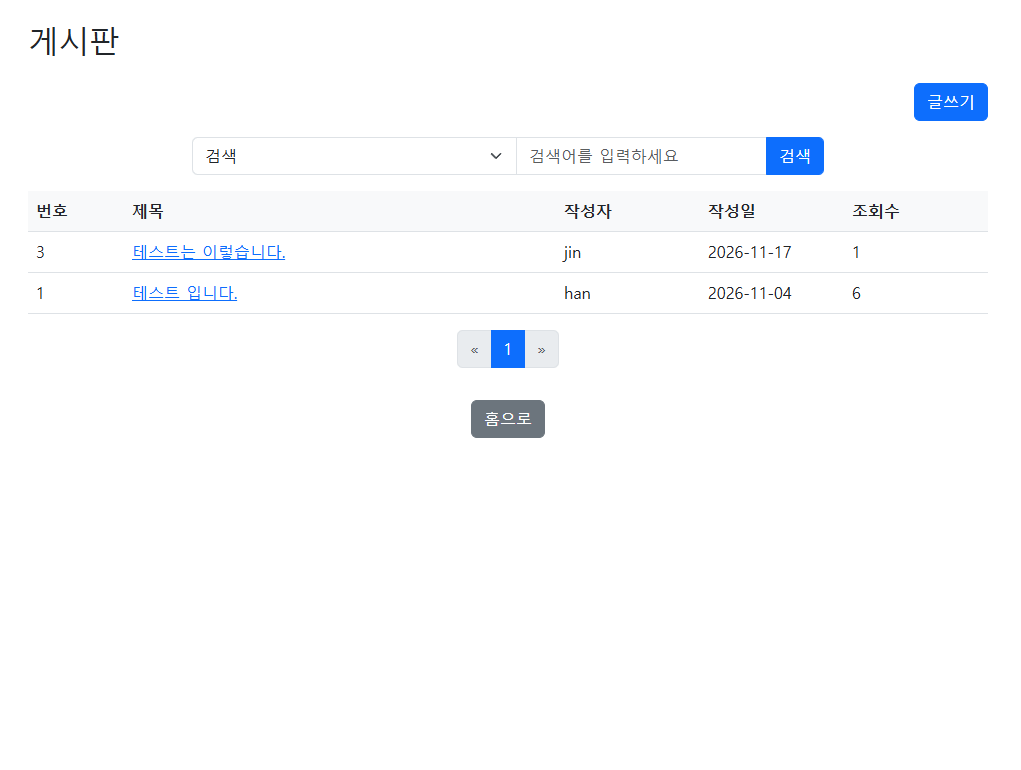 게시판
글쓰기
검색 검색어를 입력하세요 검색
번호 제목 작성자 작성일 조회수
3 테스트는 이렇습니다. jin 2026-11-17 1
1 테스트 입니다. han 2026-11-04 6
« 1 »
홈으로